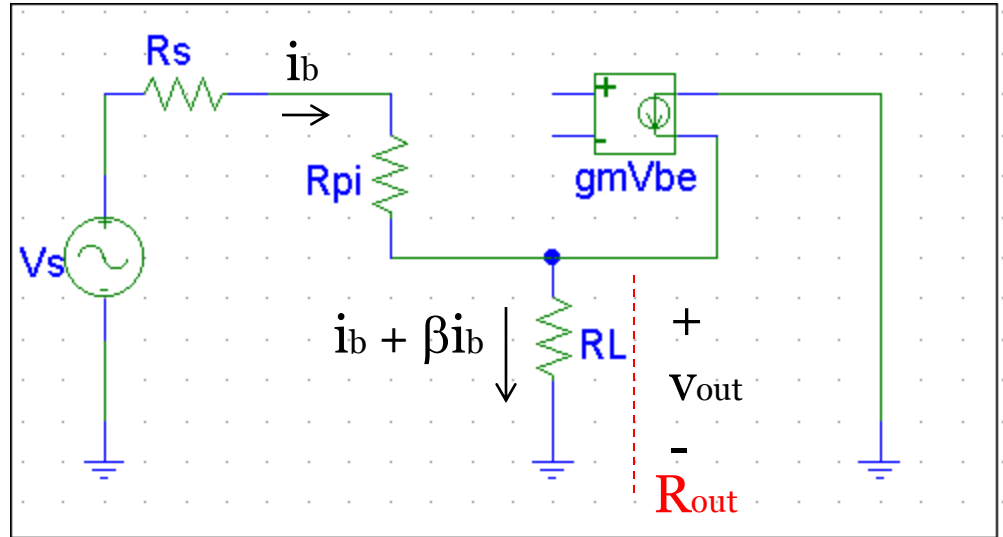 Rs
ib
+
-
Rpi
gmVbe
+
Vs
-
ib + βib
RL
+
vout
-
Rout